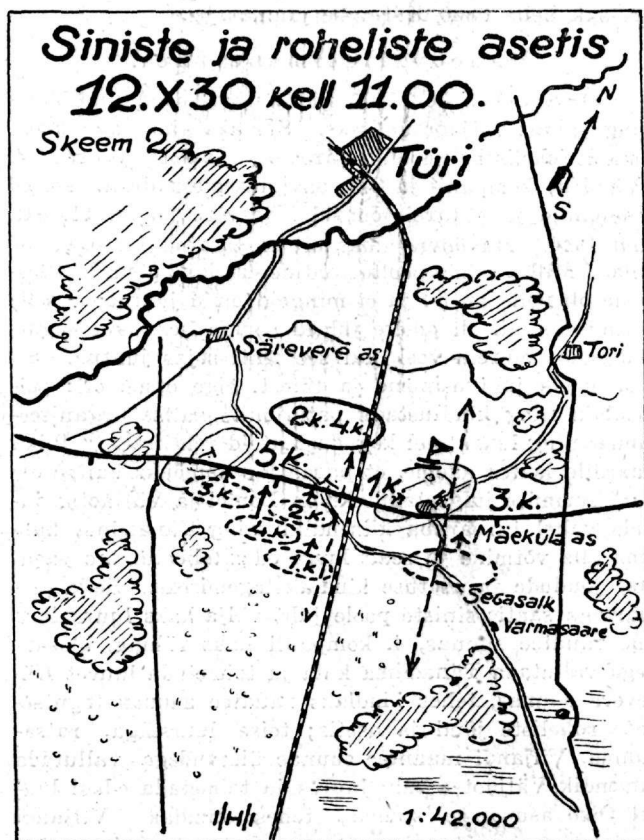 Siniste ja roheliste asetis
12.X30 kell 11.00.
Skeem 2
Türi
N
S
Särevere as.
Tori
2.k. 4.k.
5.k.
1.k.
3.k.
3.k.
2.k.
4.k.
1.k.
Mäeküla as
Segasalk
Varmasaare
1:42.000